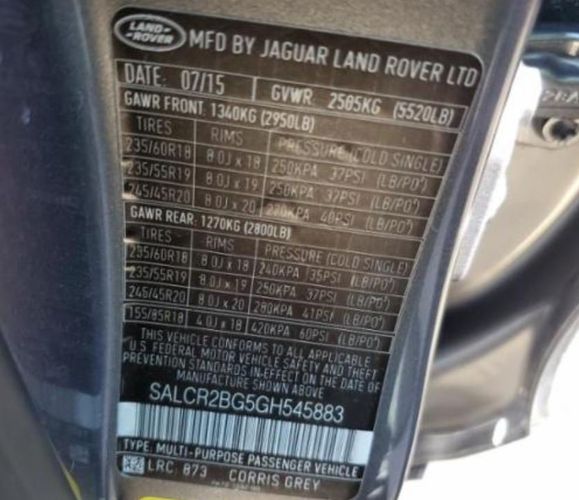 LAND-
ROVER
MFD BY JAGUAR LAND ROVER LTD
DATE: 07/15 GVWR 2505KG (5520LB)
GAWR FRONT: 1340KG (2950LB)
TIRES RIMS PRESSURE (COLD SINGLE)
235/60R18 8.0J x 18 250KPA 37PSI (LB/PO²)
235/55R19 8.0J x 19 250KPA 37PSI (LB/PO²)
245/45R20 8.0J x 20 270KPA 40PSI (LB/PO²)
GAWR REAR: 1270KG (2800LB)
TIRES RIMS PRESSURE (COLD SINGLE)
235/60R18 8.0J x 18 240KPA 35PSI (LB/PO²)
235/55R19 8.0J x 19 250KPA 37PSI (LB/PO²)
245/45R20 8.0J x 20 280KPA 41PSI (LB/PO²)
155/85R18 4.0J x 18 420KPA 60PSI (LB/PO²)
THIS VEHICLE CONFORMS TO ALL APPLICABLE
U.S. FEDERAL MOTOR VEHICLE SAFETY AND THEFT
PREVENTION STANDARDS IN-EFFECT ON THE DATE OF
MANUFACTURE SHOWN ABOVE
SALCR2BG5GH545883
TYPE: MULTI-PURPOSE PASSENGER VEHICLE
LRC: 873 CORRIS GREY